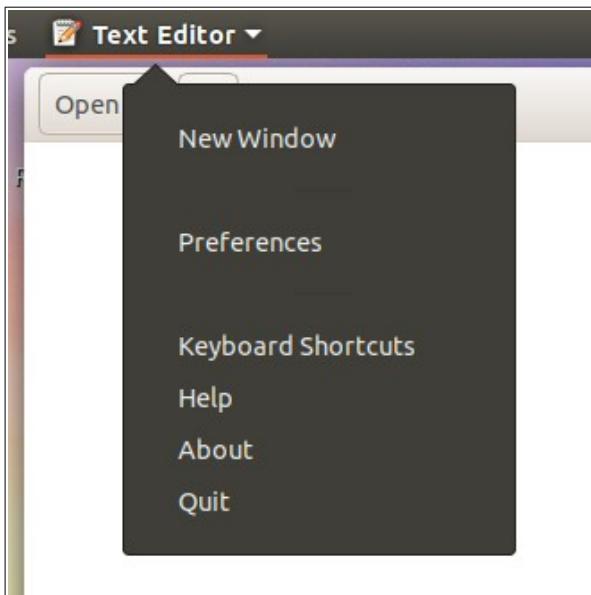 s Text Editor
Open
New Window
Preferences
Keyboard Shortcuts
Help
About
Quit